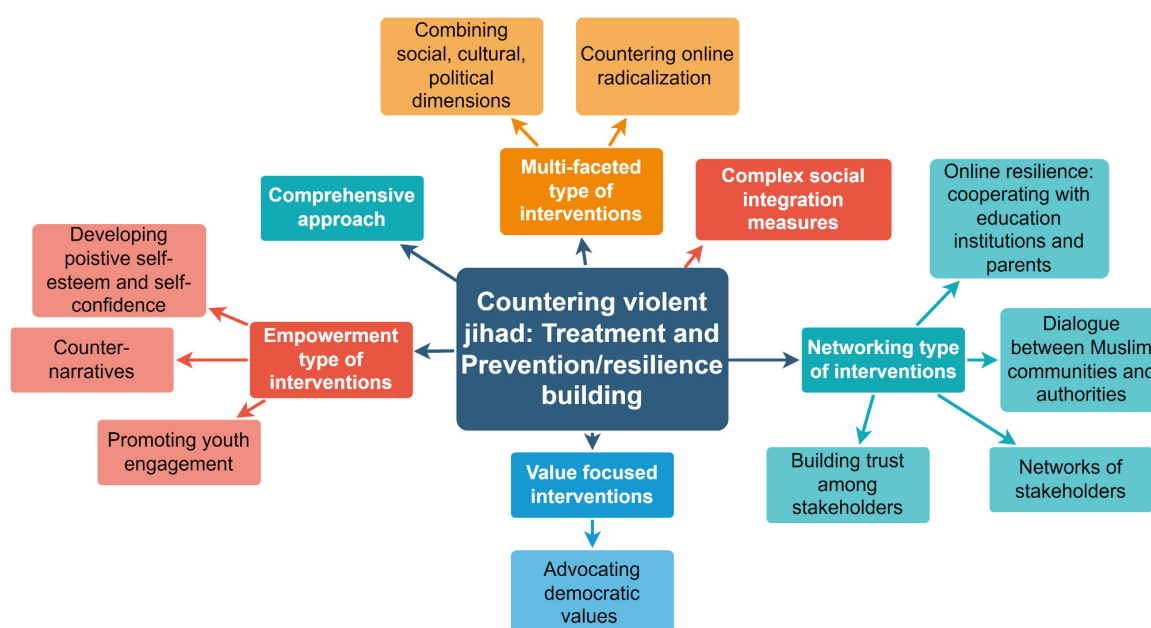 Combining
social, cultural,
political
dimensions
Countering online
radicalization
Multi-faceted
type of
interventions
Comprehensive
approach
Complex social
integration
measures
Online resilience:
cooperating with
education
institutions and
parents
Developing
poistive self-
esteem and self-
confidence
Countering violent
jihad: Treatment and
Prevention/resilience
building
Empowerment
type of
interventions
Counter-
narratives
Networking type
of interventions
Dialogue
between Muslim
communities and
authorities
Promoting youth
engagement
Value focused
interventions
Building trust
among
stakeholders
Networks of
stakeholders
Advocating
democratic
values